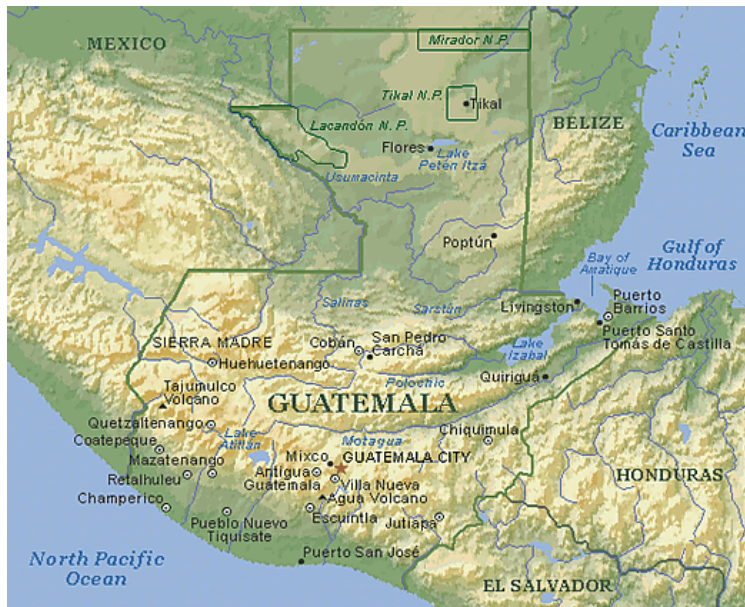 MEXICO
Mirador N.P.
Tikal N.P.
Tikal
Lacandón N.P.
BELIZE
Caribbean
Sea
Flores
Lake
Petén Itzá
Usumacinta
Poptún
Gulf of
Honduras
Bay of
Amatique
Salinas
Sarstún
Livingston
Puerto
Barrios
Puerto Santo
Tomás de Castilla
SIERRA MADRE
Huehuetenango
Cobán
San Pedro
Carchá
Lake
Izabal
Tajumulco
Volcano
Polochic
Quiriguá
GUATEMALA
Quetzaltenango
Coatepeque
Lake
Atitlán
Motagua
Chiquimula
Mazatenango
Mixco
GUATEMALA CITY
Retalhuleu
Antigua
Guatemala
Villa Nueva
HONDURAS
Champerico
Agua Volcano
Pueblo Nuevo
Tiquisate
Escuintla
Jutiapa
Puerto San José
North Pacific
Ocean
EL SALVADOR